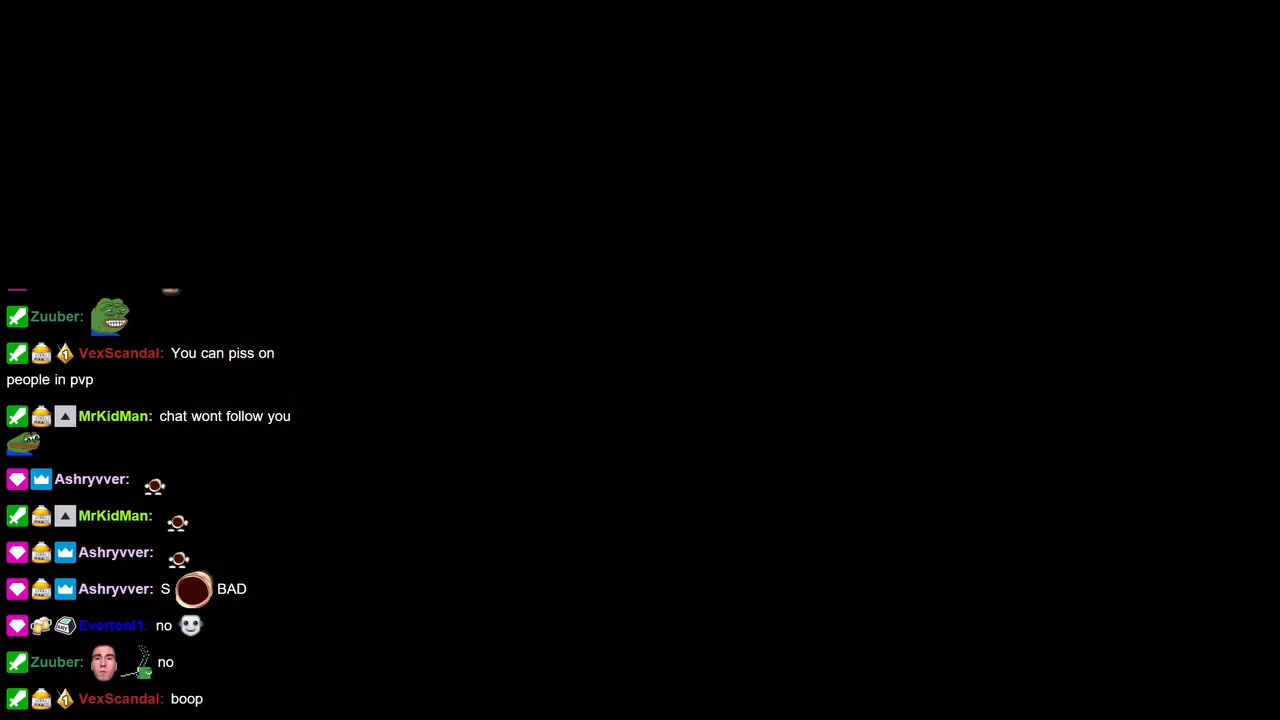 Zuuber:
VexScandal: You can piss on
people in pvp
MrKidMan: chat wont follow you
Ashryvver:
MrKidMan:
Ashryvver:
Ashryvver: S BAD
Evertonl1: no
Zuuber: no
VexScandal: boop